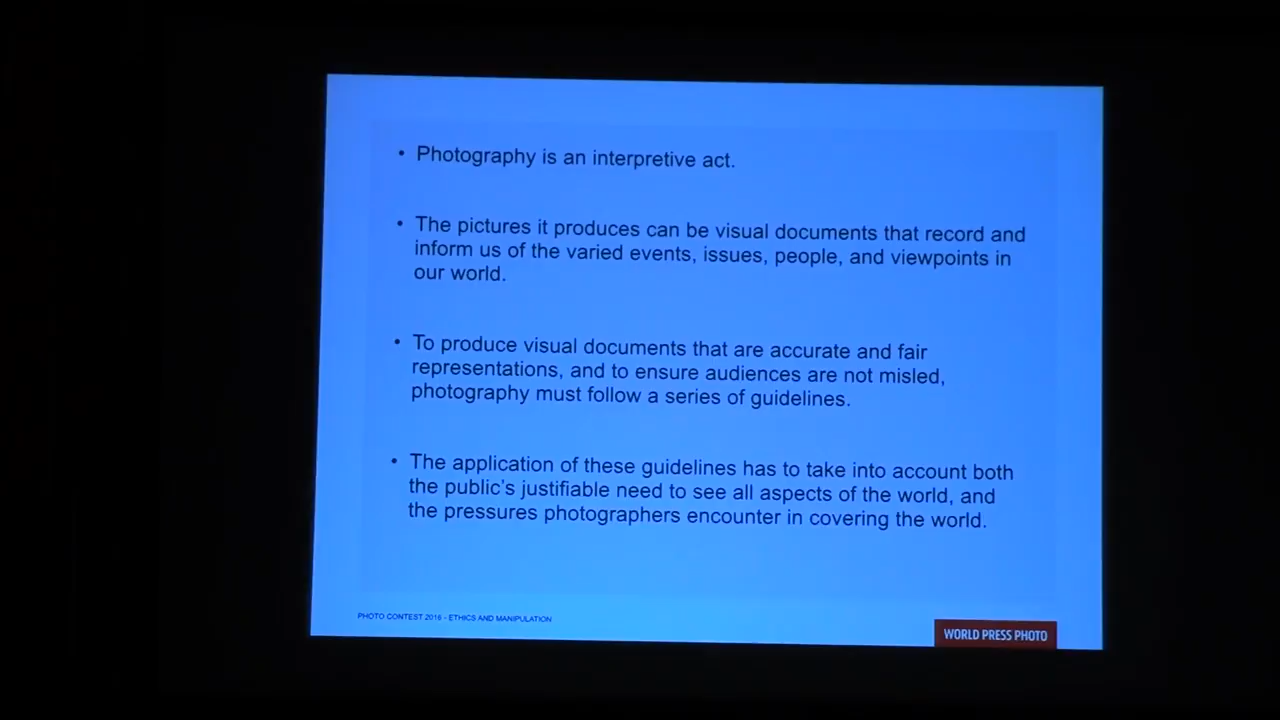 • Photography is an interpretive act.
• The pictures it produces can be visual documents that record and
inform us of the varied events, issues, people, and viewpoints in
our world.
• To produce visual documents that are accurate and fair
representations, and to ensure audiences are not misled,
photography must follow a series of guidelines.
• The application of these guidelines has to take into account both
the public's justifiable need to see all aspects of the world, and
the pressures photographers encounter in covering the world.
PHOTO CONTEST 2016 - ETHICS AND MANIPULATION
WORLD PRESS PHOTO